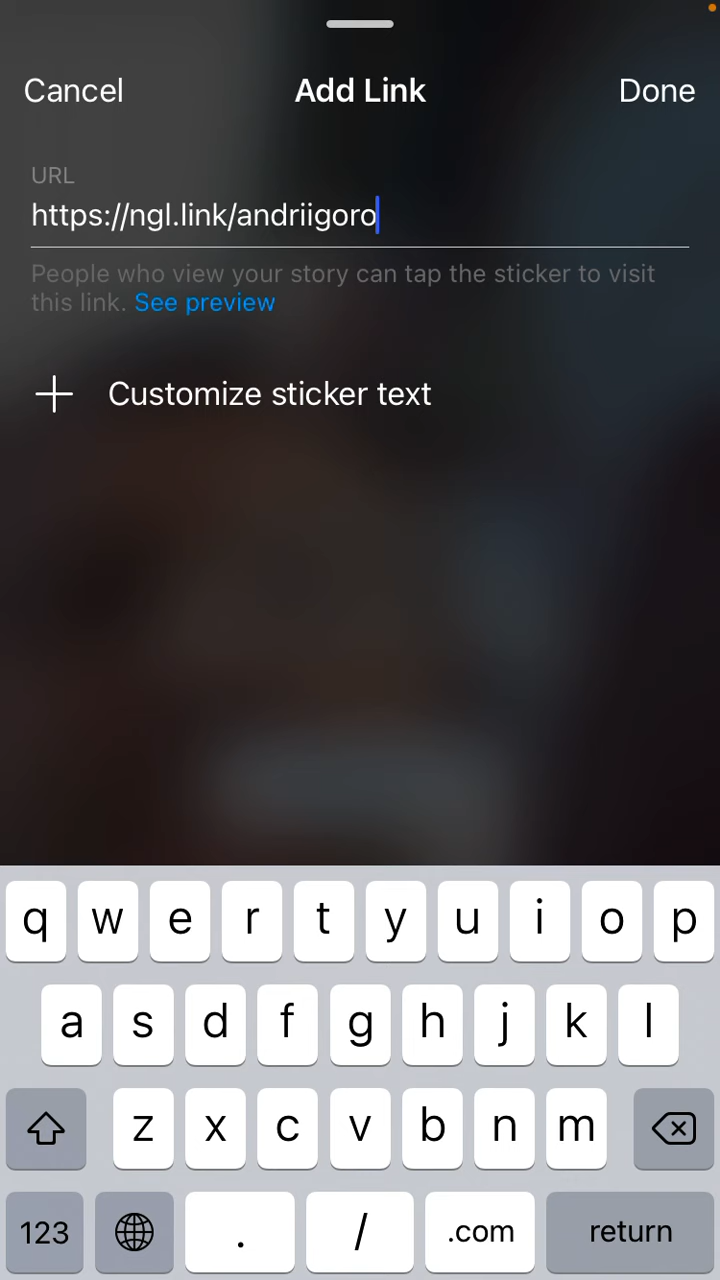 Cancel Add Link Done
URL
https://ngl.link/andriigoro
People who view your story can tap the sticker to visit
this link. See preview
Customize sticker text
q w e r t y u i o p
a s d f g h j k l
z x c v b n m
123 . / .com return